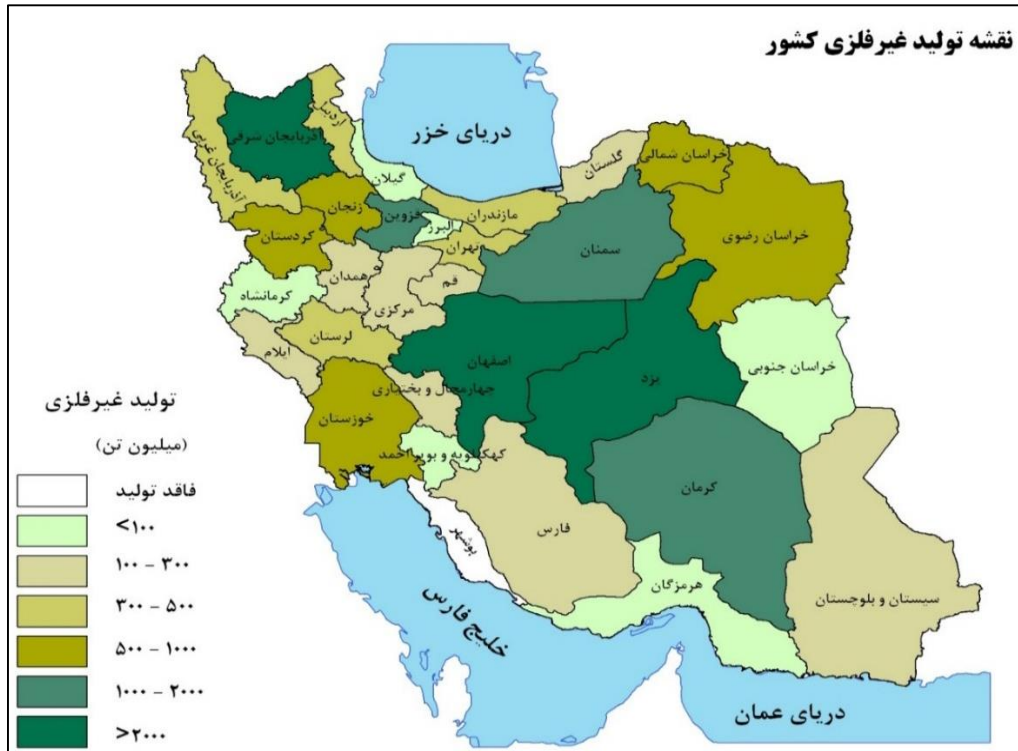 نقشه تولید غیرفلزی کشور
دریای خزر
اردبیل
آذربایجان شرقی
آذربایجان غربی
گیلان
گلستان
خراسان شمالی
زنجان
قزوین
البرز
مازندران
تهران
سمنان
خراسان رضوی
کردستان
همدان
قم
مرکزی
کرمانشاه
لرستان
ایلام
اصفهان
یزد
خراسان جنوبی
چهارمحال و بختیاری
خوزستان
کهگیلویه و بویراحمد
کرمان
فارس
بوشهر
هرمزگان
سیستان و بلوچستان
خلیج فارس
دریای عمان
تولید غیرفلزی
(میلیون تن)
فاقد تولید
<۱۰۰
۱۰۰ - ۳۰۰
۳۰۰ - ۵۰۰
۵۰۰ - ۱۰۰۰
۱۰۰۰ - ۲۰۰۰
>۲۰۰۰